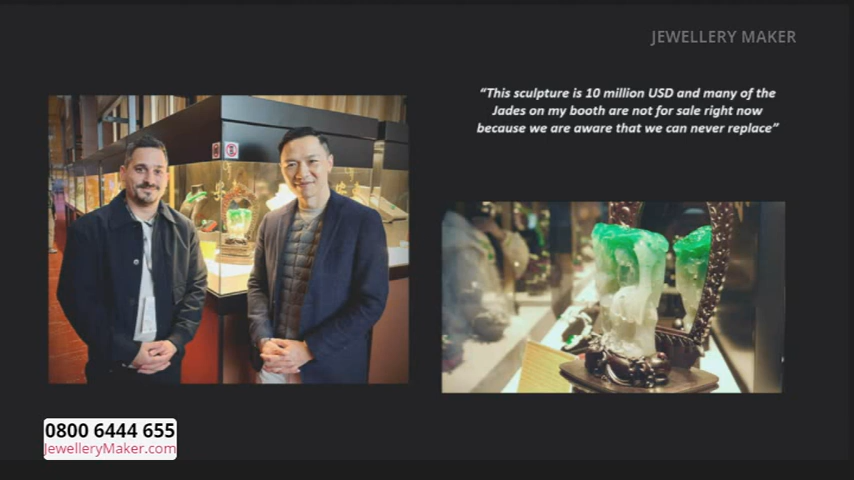 JEWELLERY MAKER
“This sculpture is 10 million USD and many of the
Jades on my booth are not for sale right now
because we are aware that we can never replace”
0800 6444 655
JewelleryMaker.com